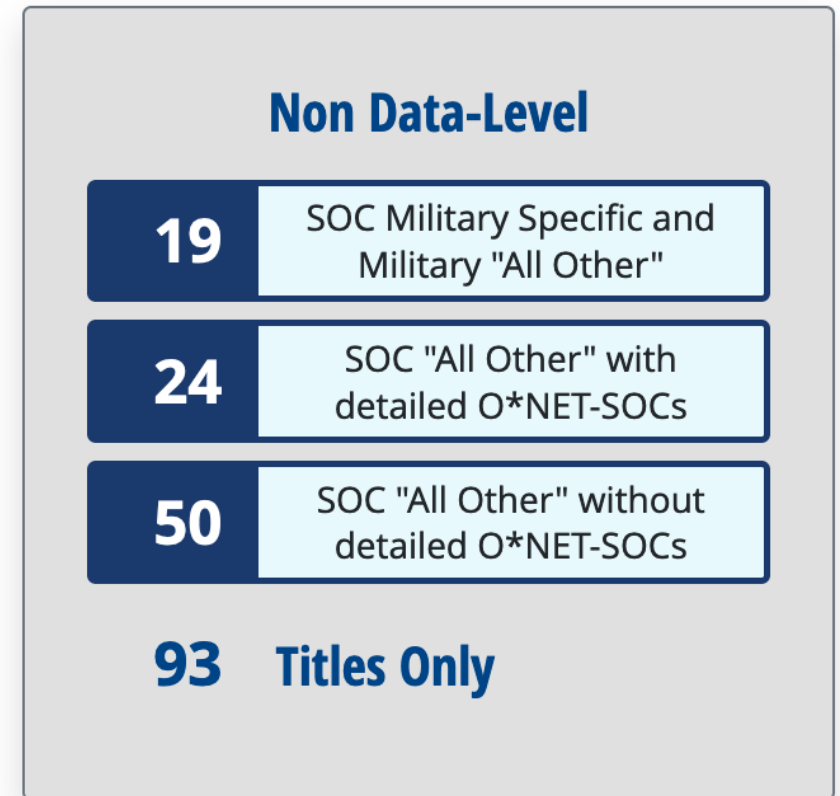 Non Data-Level
19
SOC Military Specific and
Military "All Other"
24
SOC "All Other" with
detailed O*NET-SOCs
50
SOC "All Other" without
detailed O*NET-SOCs
93 Titles Only